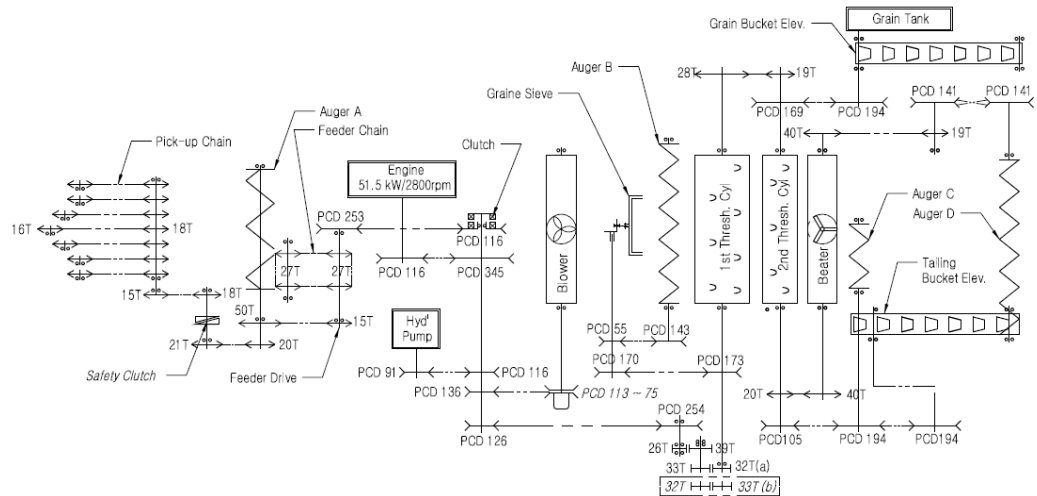 Grain Bucket Elev.
Grain Tank
Auger B
28T
19T
Graine Sleve
PCD 169
PCD 194
PCD 141
PCD 141
Auger A
Feeder Chain
Clutch
40T
19T
Pick-up Chain
Engine
51.5 kW/2800rpm
Auger C
Auger D
16T
18T
PCD 253
PCD 116
PCD 116
PCD 345
27T
27T
Blower
1st Thresh. Cyl
2nd Thresh. Cyl
Beater
Tailing
Bucket Elev.
15T
18T
50T
15T
Hyd'
Pump
PCD 55
PCD 143
21T
20T
Safety Clutch
Feeder Drive
PCD 91
PCD 116
PCD 170
PCD 173
PCD 136
PCD 113 ~ 75
20T
40T
PCD 126
PCD 254
PCD105
PCD 194
PCD194
26T
39T
33T
32T(a)
32T
33T (b)